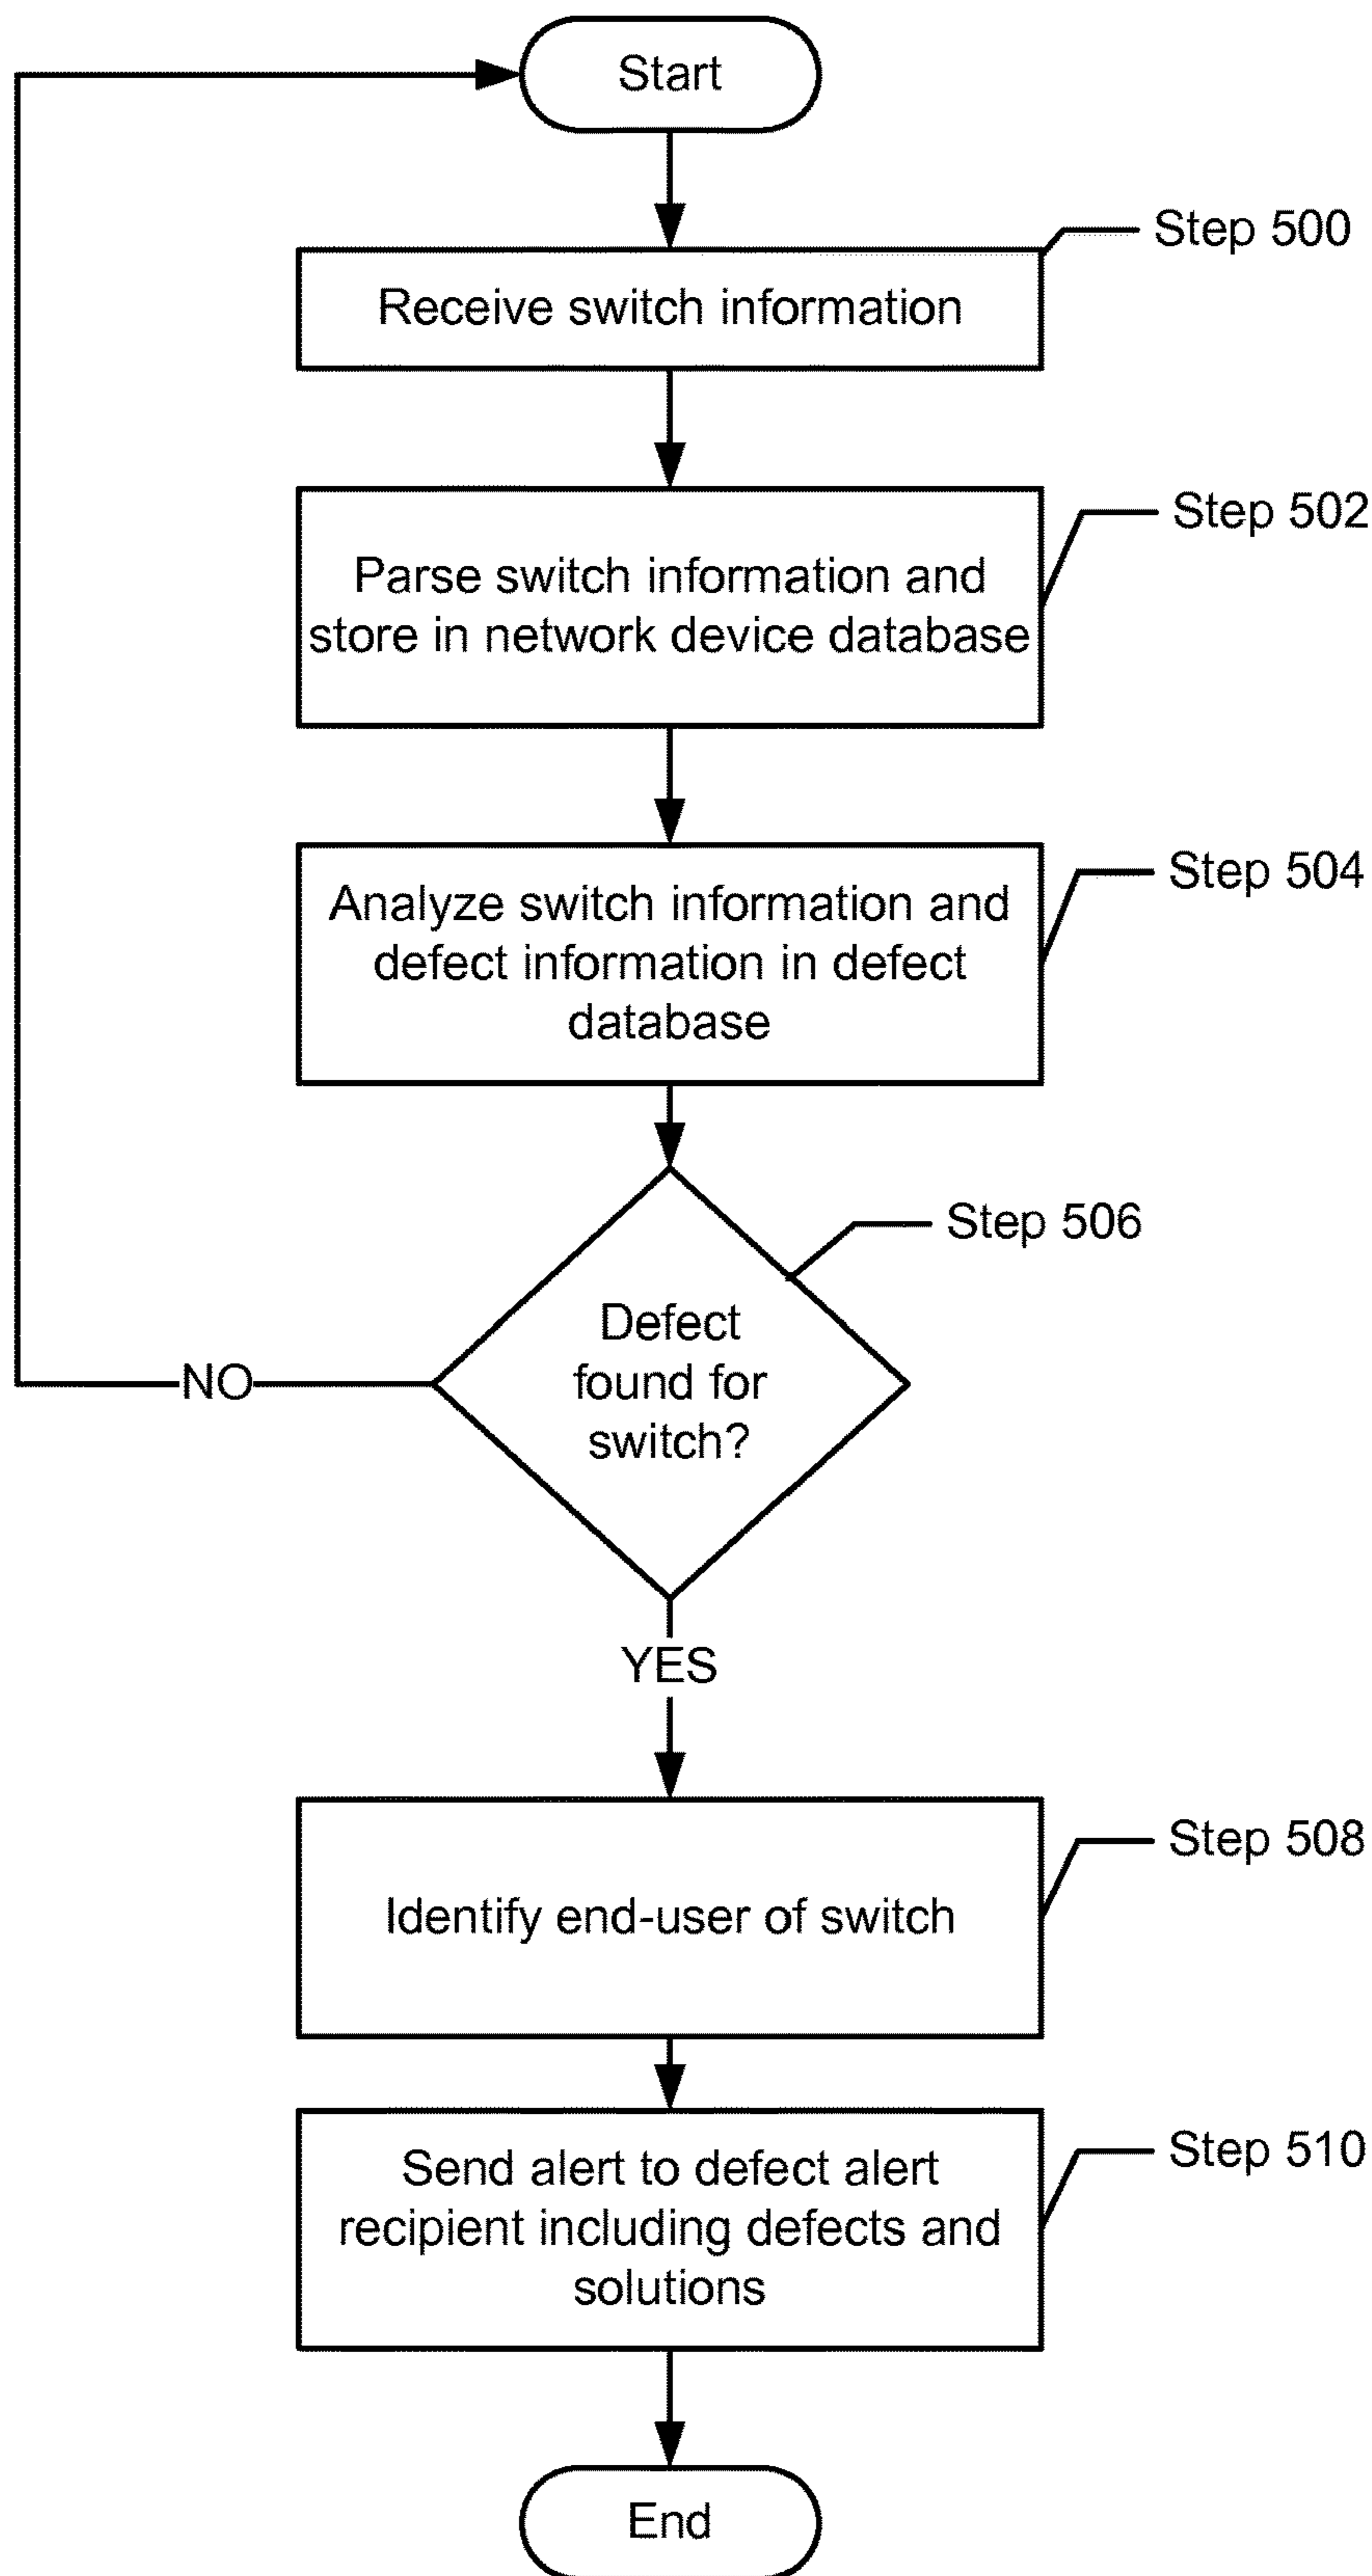 Start
Step 500
Receive switch information
Step 502
Parse switch information and
store in network device database
Step 504
Analyze switch information and
defect information in defect
database
Step 506
Defect
found for
switch?
NO
YES
Step 508
Identify end-user of switch
Step 510
Send alert to defect alert
recipient including defects and
solutions
End